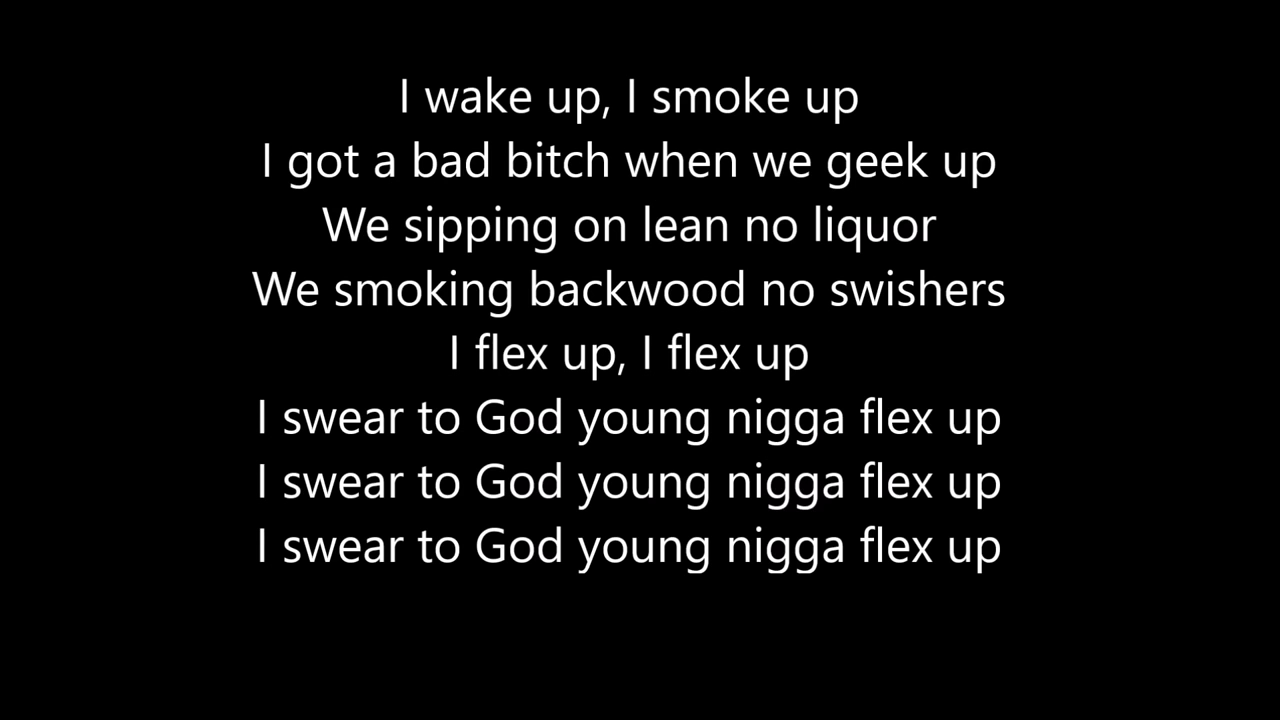 I wake up, I smoke up
I got a bad bitch when we geek up
We sipping on lean no liquor
We smoking backwood no swishers
I flex up, I flex up
I swear to God young nigga flex up
I swear to God young nigga flex up
I swear to God young nigga flex up